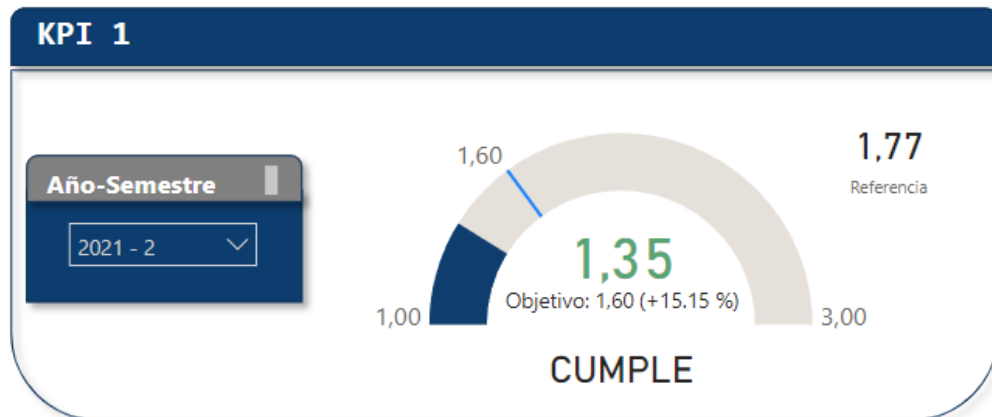 KPI 1
Año-Semestre
2021 - 2
1,60
1,00
3,00
1,35
Objetivo: 1,60 (+15.15 %)
CUMPLE
1,77
Referencia